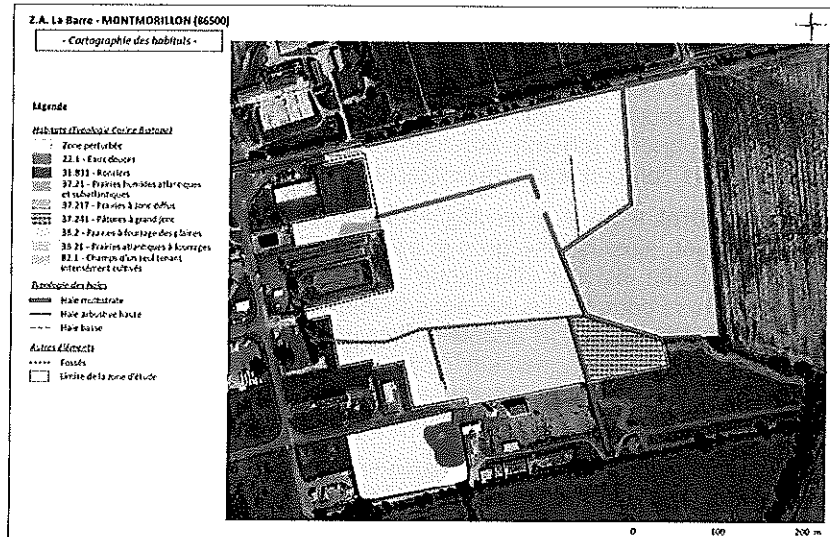 Z.A. La Barre - MONTMORILLON (86500)
- Cartographie des habitats -
Légende
Habitats (Typologie Corine Biotope)
Zone perturbée
22.1 - Eaux douces
31.831 - Ronciers
37.21 - Prairies humides atlantiques
et subatlantiques
37.217 - Prairies à jonc diffus
37.241 - Pâtures à grand jonc
38.2 - Prairies à fourrage des plaines
38.21 - Prairies atlantiques à fourrages
82.1 - Champs d'un seul tenant
intensément cultivés
Typologie des haies
Haie multistrate
Haie arbustive haute
Haie basse
Autres éléments
Fossés
Limite de la zone d'étude
0 100 200 m